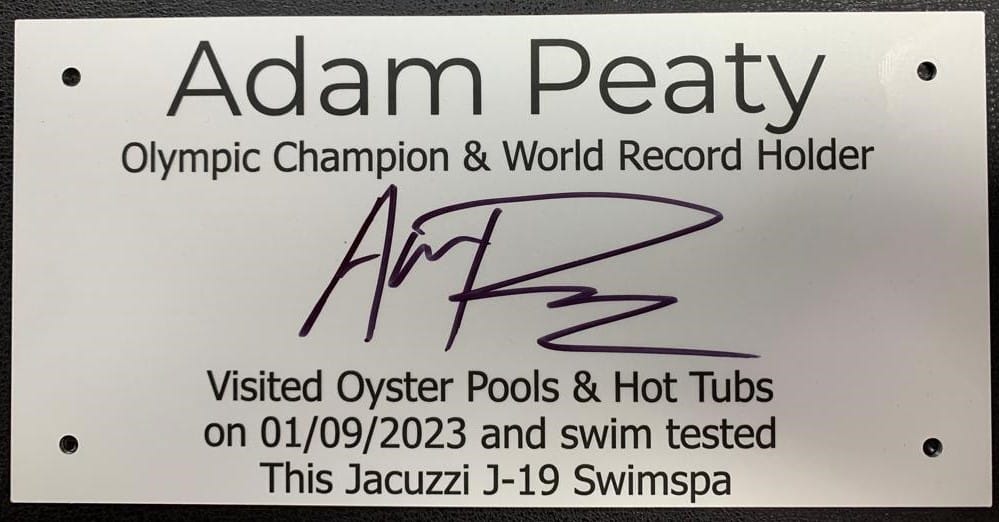 Adam Peaty
Olympic Champion & World Record Holder
Visited Oyster Pools & Hot Tubs
on 01/09/2023 and swim tested
This Jacuzzi J-19 Swimspa